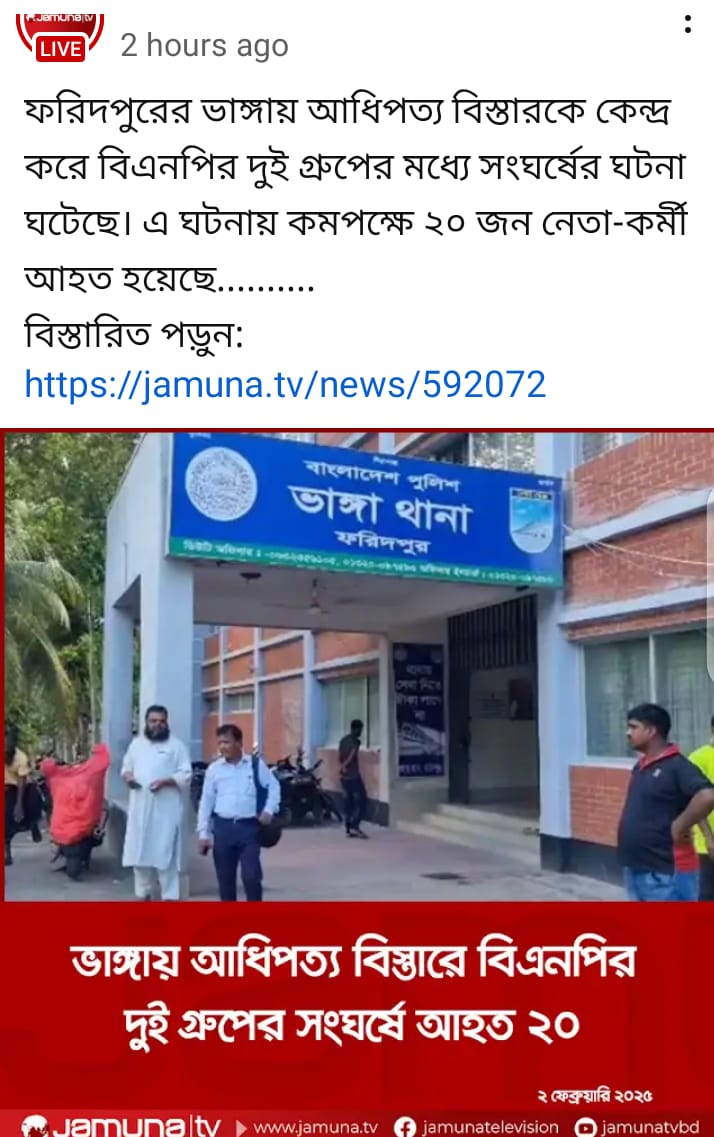 Jamuna|tv
LIVE
2 hours ago
ফরিদপুরের ভাঙ্গায় আধিপত্য বিস্তারকে কেন্দ্র
করে বিএনপির দুই গ্রুপের মধ্যে সংঘর্ষের ঘটনা
ঘটেছে। এ ঘটনায় কমপক্ষে ২০ জন নেতা-কর্মী
আহত হয়েছে..........
বিস্তারিত পড়ুন:
https://jamuna.tv/news/592072
বাংলাদেশ পুলিশ
ভাঙ্গা থানা
ফরিদপুর
থানায়
সেবা নিতে
টাকা লাগে
না
ভাঙ্গায় আধিপত্য বিস্তারে বিএনপির
দুই গ্রুপের সংঘর্ষে আহত ২০
২ ফেব্রুয়ারি ২০২৫
Jamuna|tv www.jamuna.tv jamunatelevision jamunatvbd